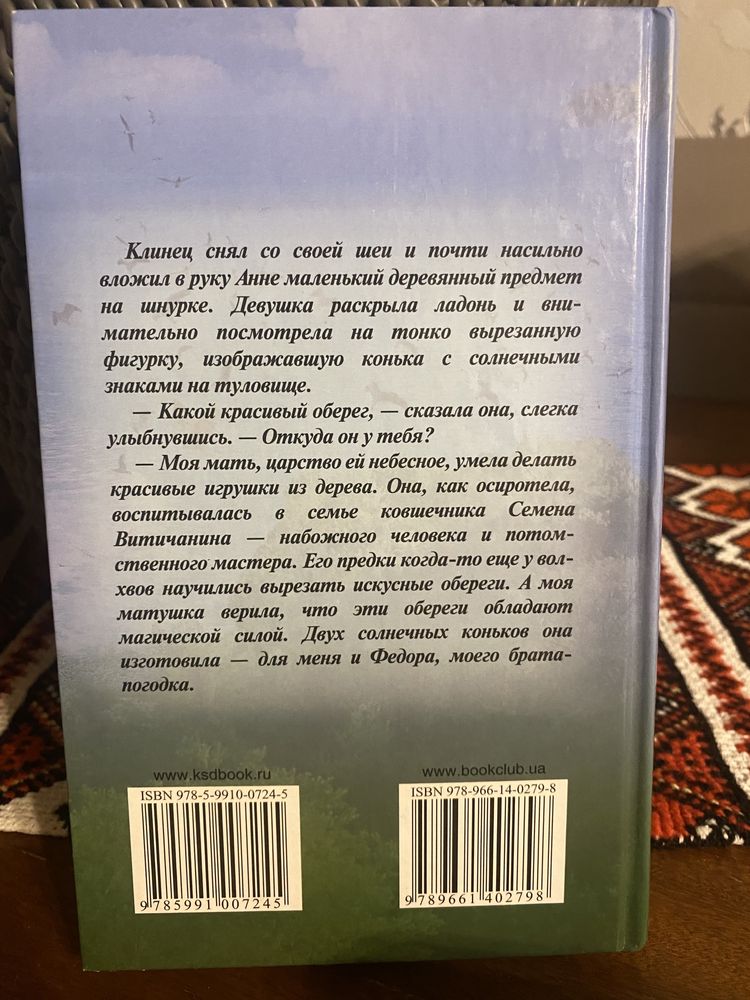 Клинец снял со своей шеи и почти насильно
вложил в руку Анне маленький деревянный предмет
на шнурке. Девушка раскрыла ладонь и вни-
мательно посмотрела на тонко вырезанную
фигурку, изображавшую конька с солнечными
знаками на туловище.
— Какой красивый оберег, — сказала она, слегка
улыбнувшись. — Откуда он у тебя?
— Моя мать, царство ей небесное, умела делать
красивые игрушки из дерева. Она, как осиротела,
воспитывалась в семье ковшечника Семена
Витичанина — набожного человека и потом-
ственного мастера. Его предки когда-то еще у вол-
хвов научились вырезать искусные обереги. А моя
матушка верила, что эти обереги обладают
магической силой. Двух солнечных коньков она
изготовила — для меня и Федора, моего брата-
погодка.
www.ksdbook.ru
ISBN 978-5-9910-0724-5
9 785991 007245
www.bookclub.ua
ISBN 978-966-14-0279-8
9 789661 402798